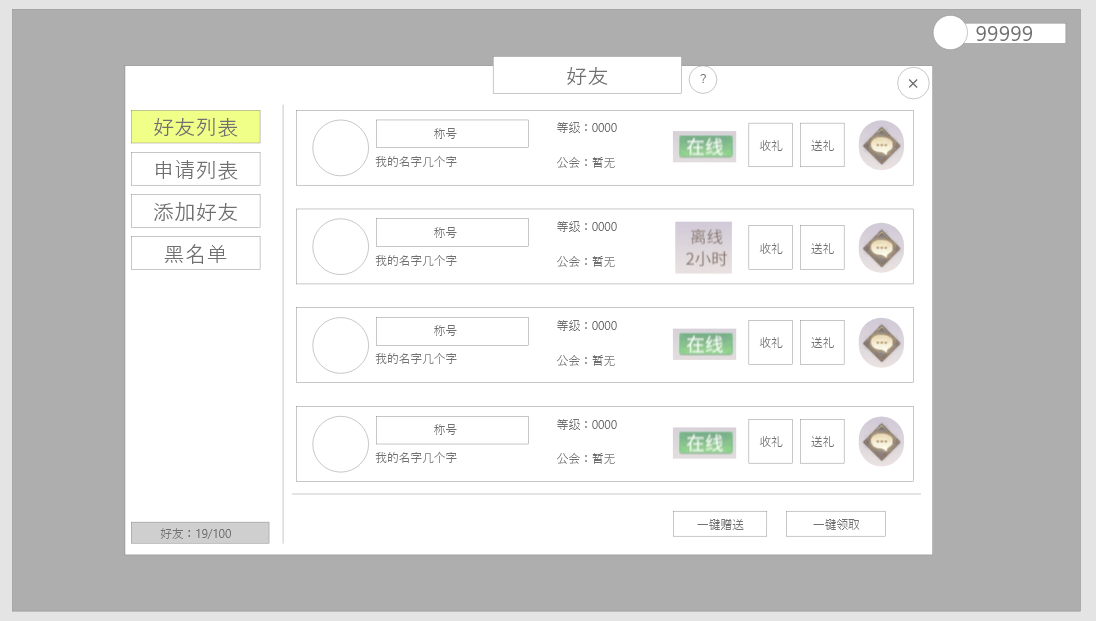 99999
好友
?
×
好友列表
申请列表
添加好友
黑名单
好友：19/100
称号
我的名字几个字
等级：0000
公会：暂无
在线
收礼
送礼
称号
我的名字几个字
等级：0000
公会：暂无
离线
2小时
收礼
送礼
称号
我的名字几个字
等级：0000
公会：暂无
在线
收礼
送礼
称号
我的名字几个字
等级：0000
公会：暂无
在线
收礼
送礼
一键赠送
一键领取